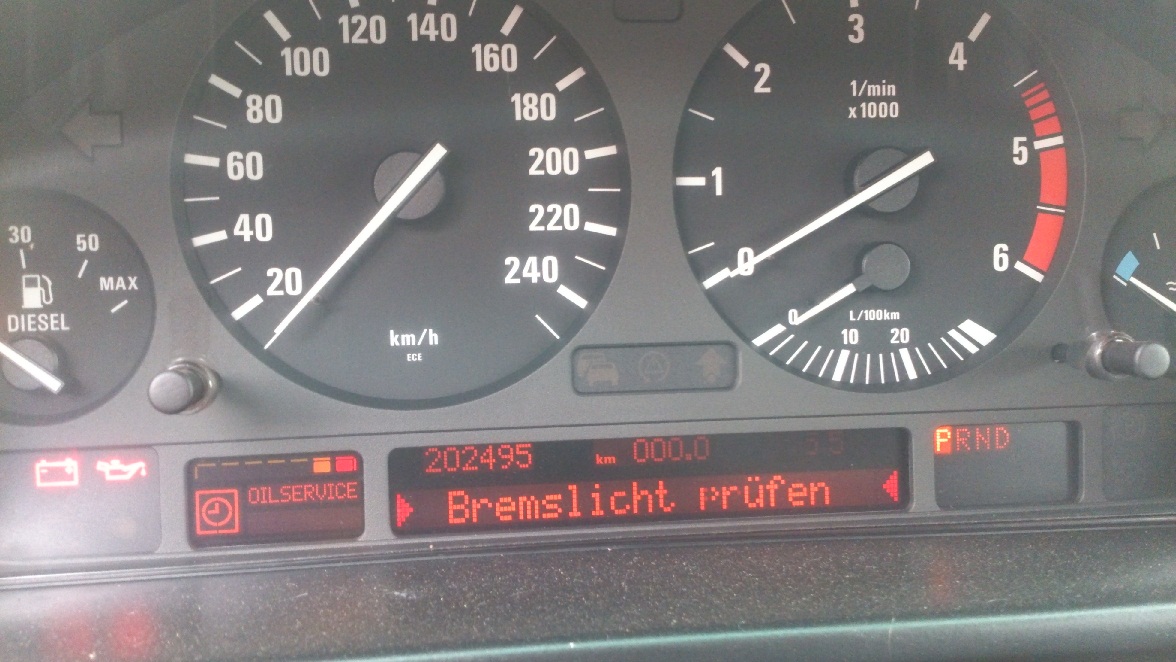 20
40
60
80
100
120
140
160
180
200
220
240
km/h
ECE
0
1
2
3
4
5
6
1/min
x1000
0
10
20
L/100km
30
50
MAX
DIESEL
OILSERVICE
202495 km 000.0
Bremslicht prüfen
PRND